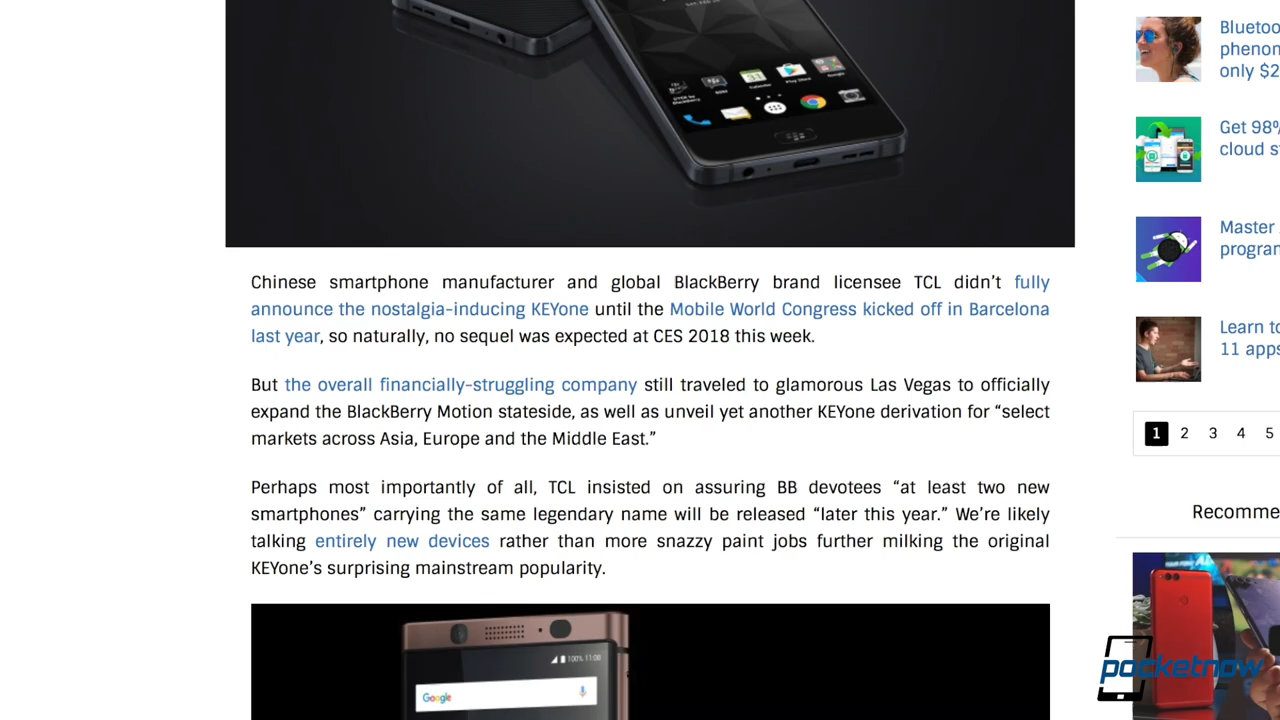 Chinese smartphone manufacturer and global BlackBerry brand licensee TCL didn’t fully
announce the nostalgia-inducing KEYone until the Mobile World Congress kicked off in Barcelona
last year, so naturally, no sequel was expected at CES 2018 this week.
But the overall financially-struggling company still traveled to glamorous Las Vegas to officially
expand the BlackBerry Motion stateside, as well as unveil yet another KEYone derivation for “select
markets across Asia, Europe and the Middle East.”
Perhaps most importantly of all, TCL insisted on assuring BB devotees “at least two new
smartphones” carrying the same legendary name will be released “later this year.” We’re likely
talking entirely new devices rather than more snazzy paint jobs further milking the original
KEYone’s surprising mainstream popularity.
100% 11:08
Google
only $2
Get 98%
Master
Learn to
11 apps
1 2 3 4 5
Recomme
pocketnow